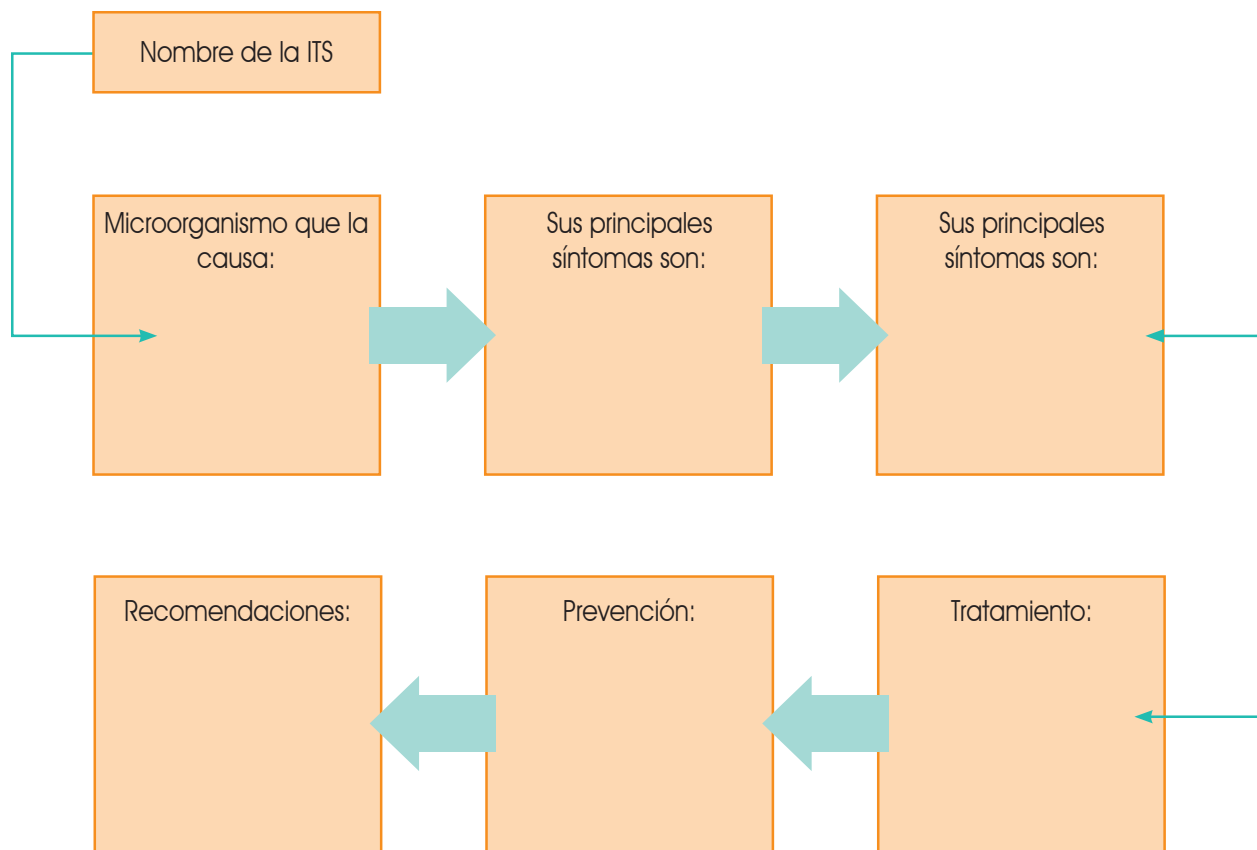 Nombre de la ITS
Microorganismo que la
causa:
Sus principales
síntomas son:
Sus principales
síntomas son:
Recomendaciones:
Prevención:
Tratamiento: